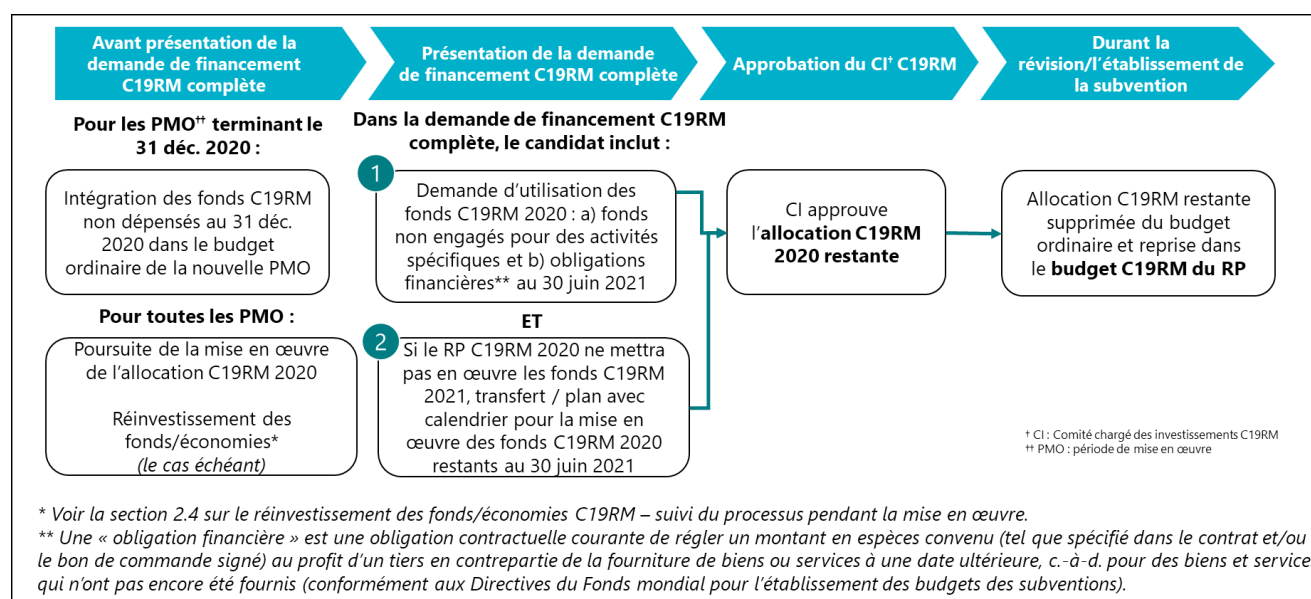 Avant présentation de la
demande de financement
C19RM complète
Présentation de la demande
de financement C19RM complète
Approbation du CI† C19RM
Durant la
révision/l'établissement de
la subvention
Pour les PMO†† terminant le
31 déc. 2020 :
Intégration des fonds C19RM
non dépensés au 31 déc.
2020 dans le budget
ordinaire de la nouvelle PMO
Pour toutes les PMO :
Poursuite de la mise en œuvre
de l'allocation C19RM 2020
Réinvestissement des
fonds/économies*
(le cas échéant)
Dans la demande de financement C19RM
complète, le candidat inclut :
1
Demande d'utilisation des
fonds C19RM 2020 : a) fonds
non engagés pour des activités
spécifiques et b) obligations
financières** au 30 juin 2021
ET
2
Si le RP C19RM 2020 ne mettra
pas en œuvre les fonds C19RM
2021, transfert / plan avec
calendrier pour la mise en
œuvre des fonds C19RM 2020
restants au 30 juin 2021
CI approuve
l'allocation C19RM
2020 restante
Allocation C19RM restante
supprimée du budget
ordinaire et reprise dans
le budget C19RM du RP
† CI : Comité chargé des investissements C19RM
†† PMO : période de mise en œuvre
* Voir la section 2.4 sur le réinvestissement des fonds/économies C19RM – suivi du processus pendant la mise en œuvre.
** Une « obligation financière » est une obligation contractuelle courante de régler un montant en espèces convenu (tel que spécifié dans le contrat et/ou
le bon de commande signé) au profit d'un tiers en contrepartie de la fourniture de biens ou services à une date ultérieure, c.-à-d. pour des biens et service
qui n'ont pas encore été fournis (conformément aux Directives du Fonds mondial pour l'établissement des budgets des subventions).